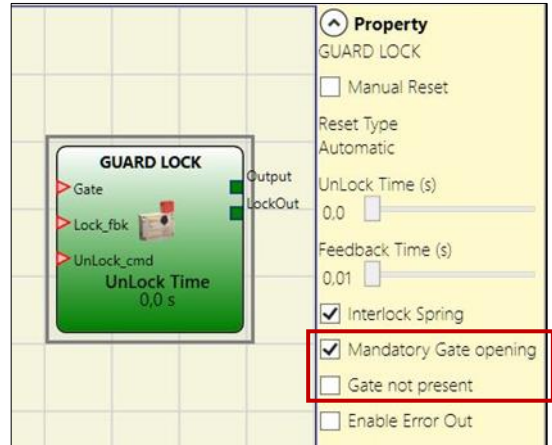 GUARD LOCK
Gate
Lock_fbk
UnLock_cmd
UnLock Time
0,0 s
Output
LockOut
Property
GUARD LOCK
Manual Reset
Reset Type
Automatic
UnLock Time (s)
0,0
Feedback Time (s)
0,01
Interlock Spring
Mandatory Gate opening
Gate not present
Enable Error Out